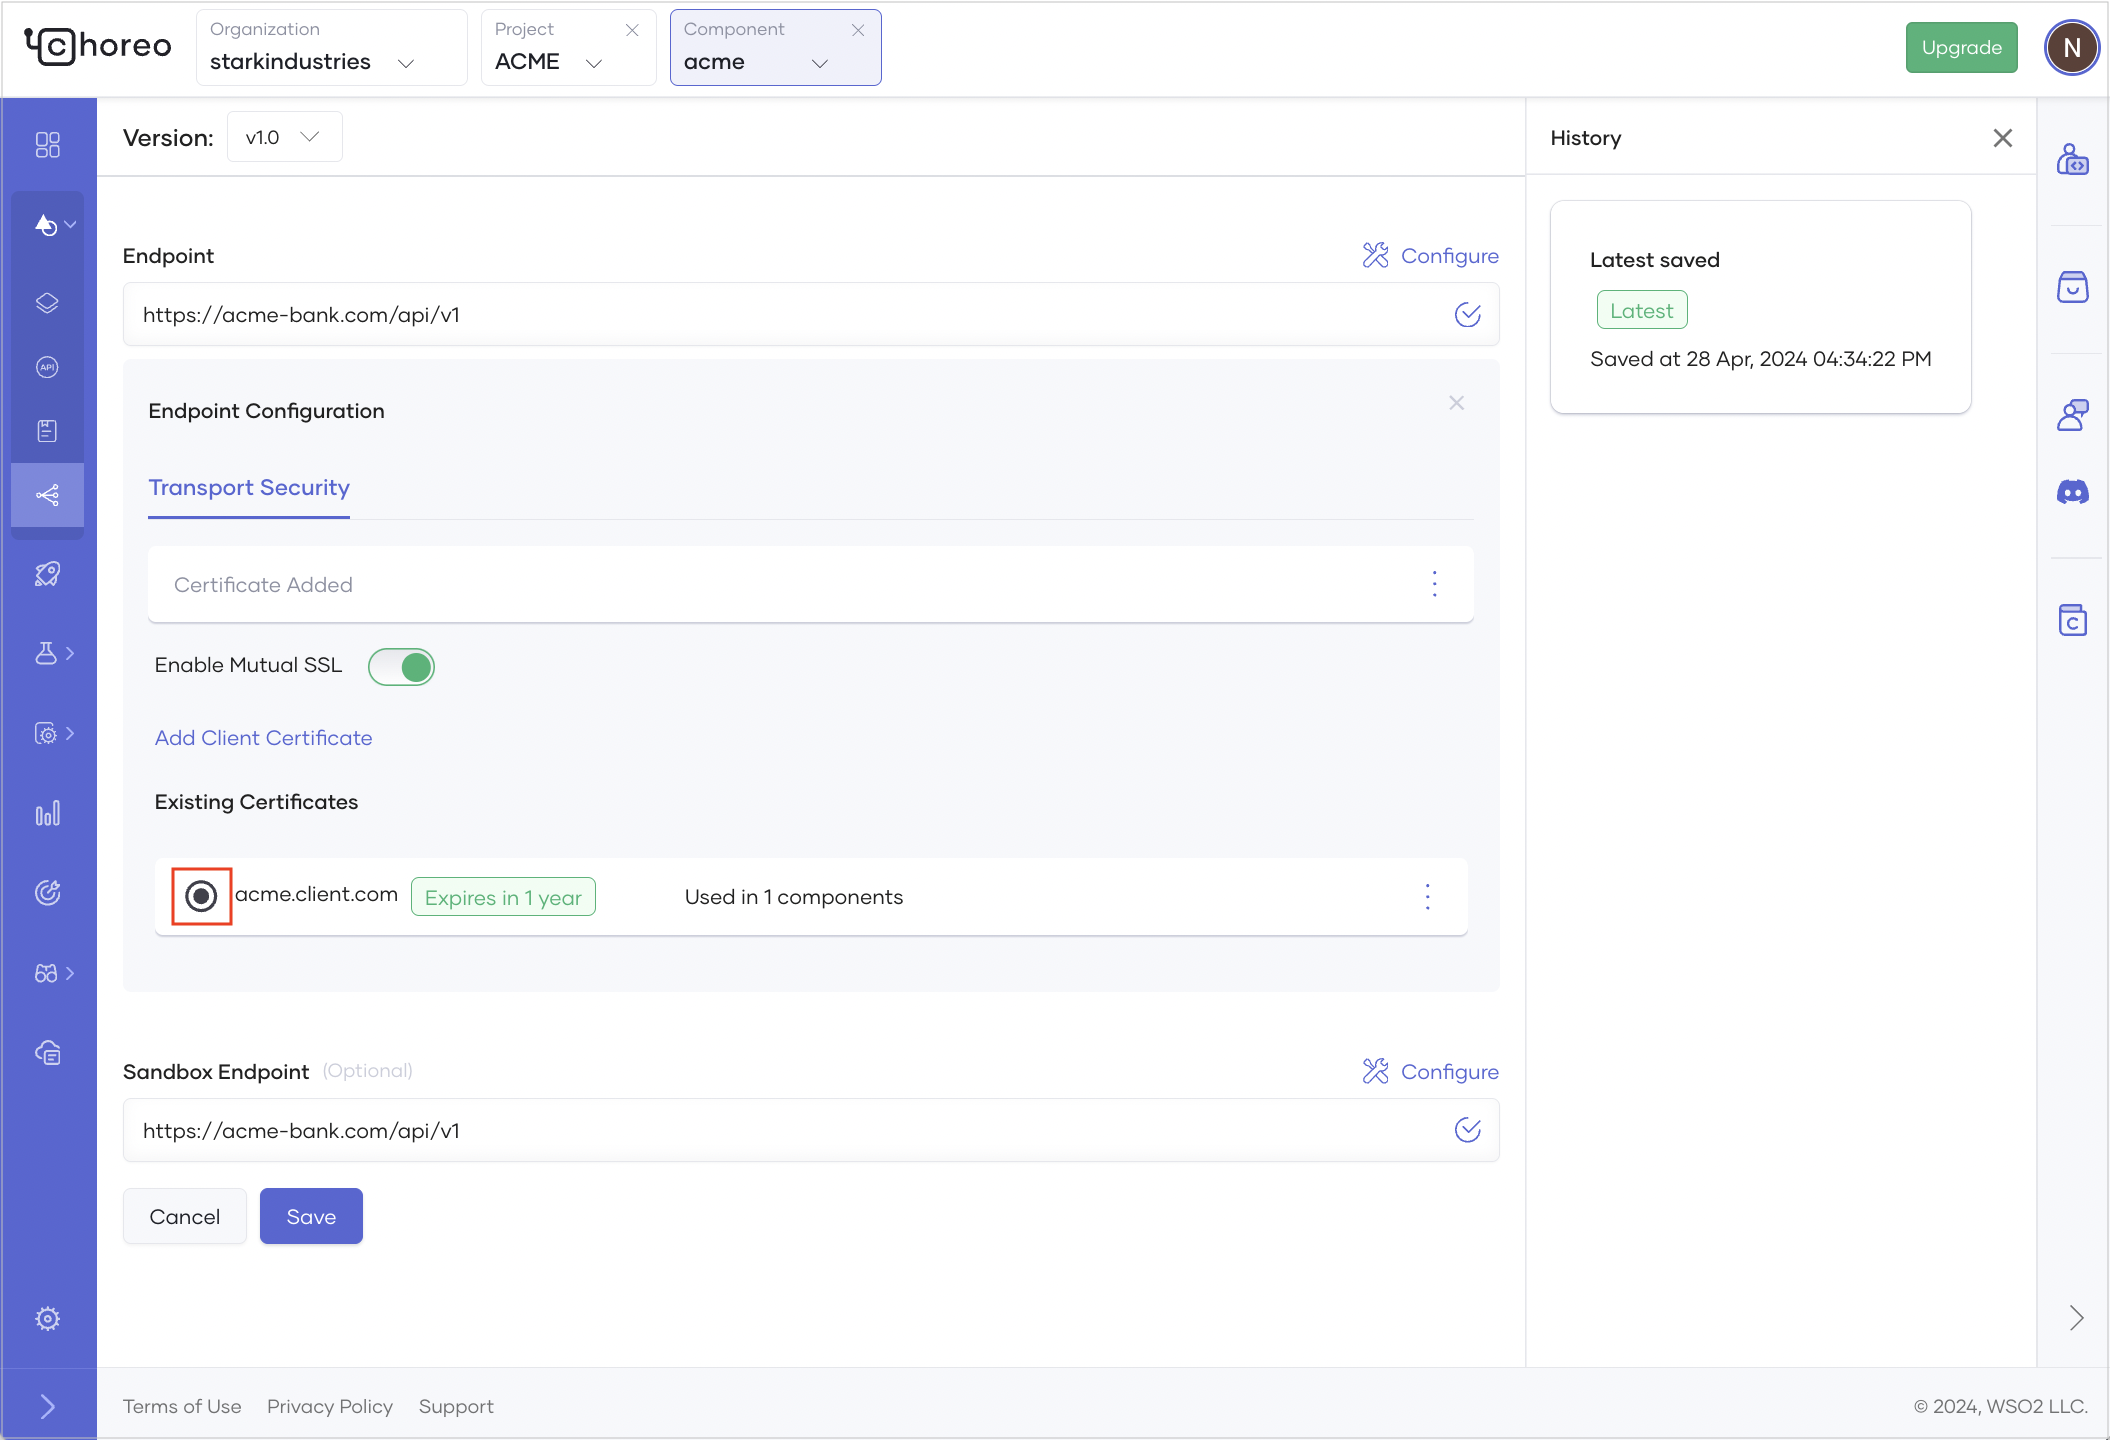 choreo
Organization
starkindustries
Project
ACME
Component
acme
Upgrade
N
Version:
v1.0
History
Endpoint
Configure
https://acme-bank.com/api/v1
Latest saved
Latest
Saved at 28 Apr, 2024 04:34:22 PM
Endpoint Configuration
Transport Security
Certificate Added
Enable Mutual SSL
Add Client Certificate
Existing Certificates
acme.client.com
Expires in 1 year
Used in 1 components
Sandbox Endpoint (Optional)
Configure
https://acme-bank.com/api/v1
Cancel
Save
API
C
Terms of Use
Privacy Policy
Support
© 2024, WSO2 LLC.